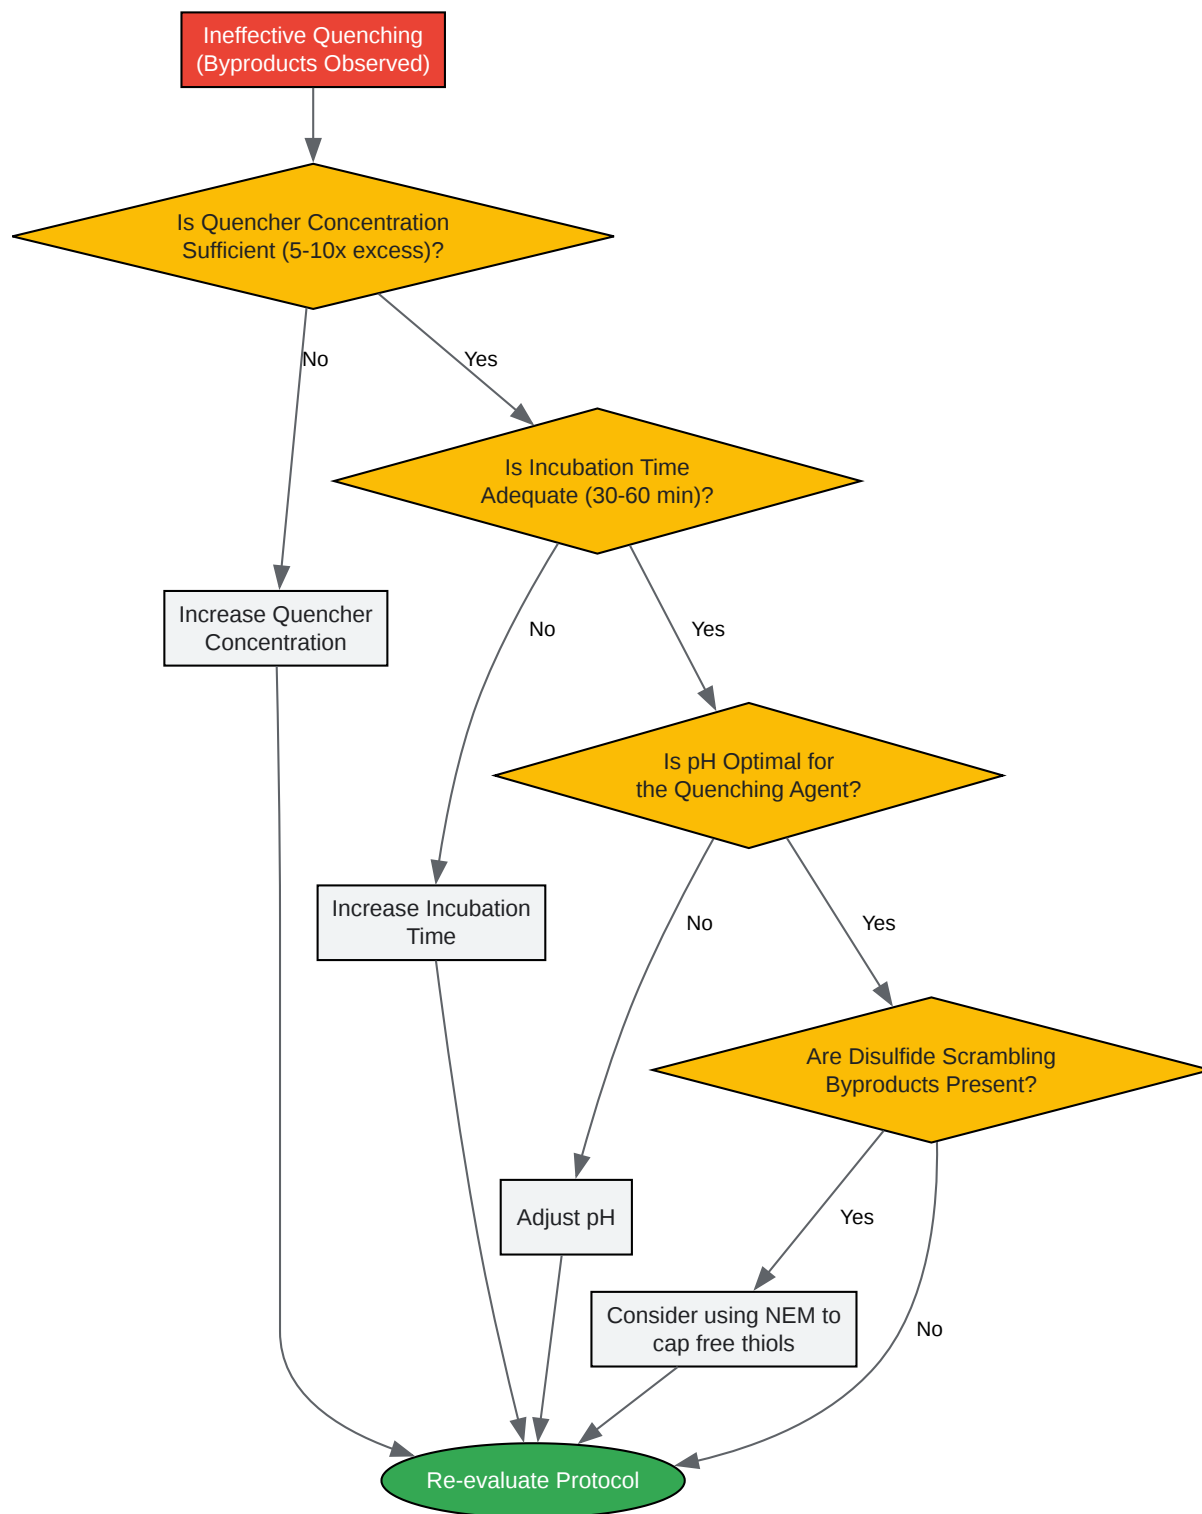 Ineffective Quenching
(Byproducts Observed)
Is Quencher Concentration
Sufficient (5-10x excess)?
No
Yes
Is Incubation Time
Adequate (30-60 min)?
Increase Quencher
Concentration
No
Yes
Is pH Optimal for
the Quenching Agent?
Increase Incubation
Time
No
Yes
Are Disulfide Scrambling
Byproducts Present?
Adjust pH
Yes
Consider using NEM to
cap free thiols
No
Re-evaluate Protocol